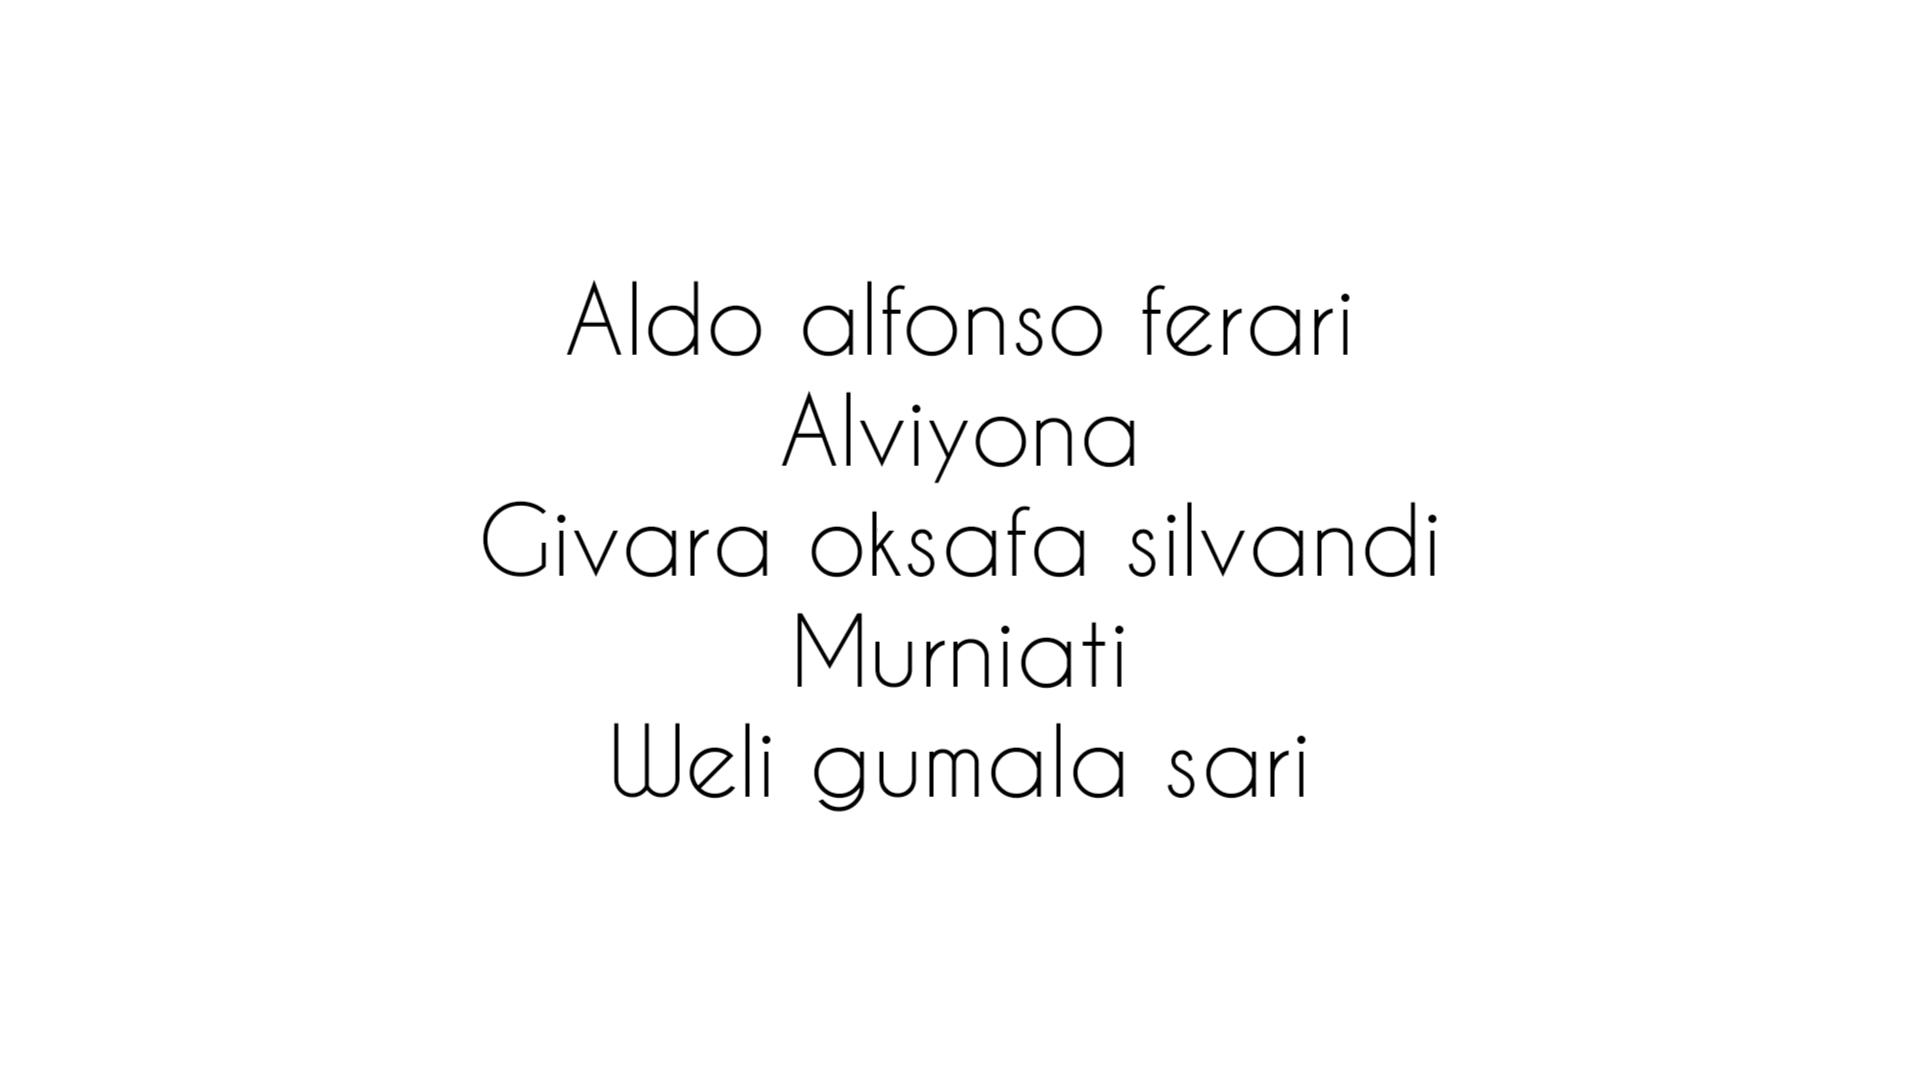 Aldo alfonso ferari
Alviyona
Givara oksafa silvandi
Murniati
Weli gumala sari